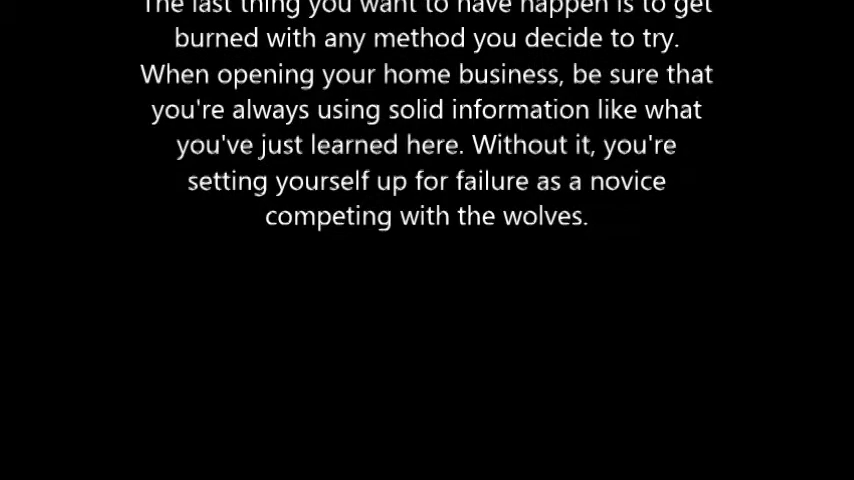 The last thing you want to have happen is to get
burned with any method you decide to try.
When opening your home business, be sure that
you're always using solid information like what
you've just learned here. Without it, you're
setting yourself up for failure as a novice
competing with the wolves.